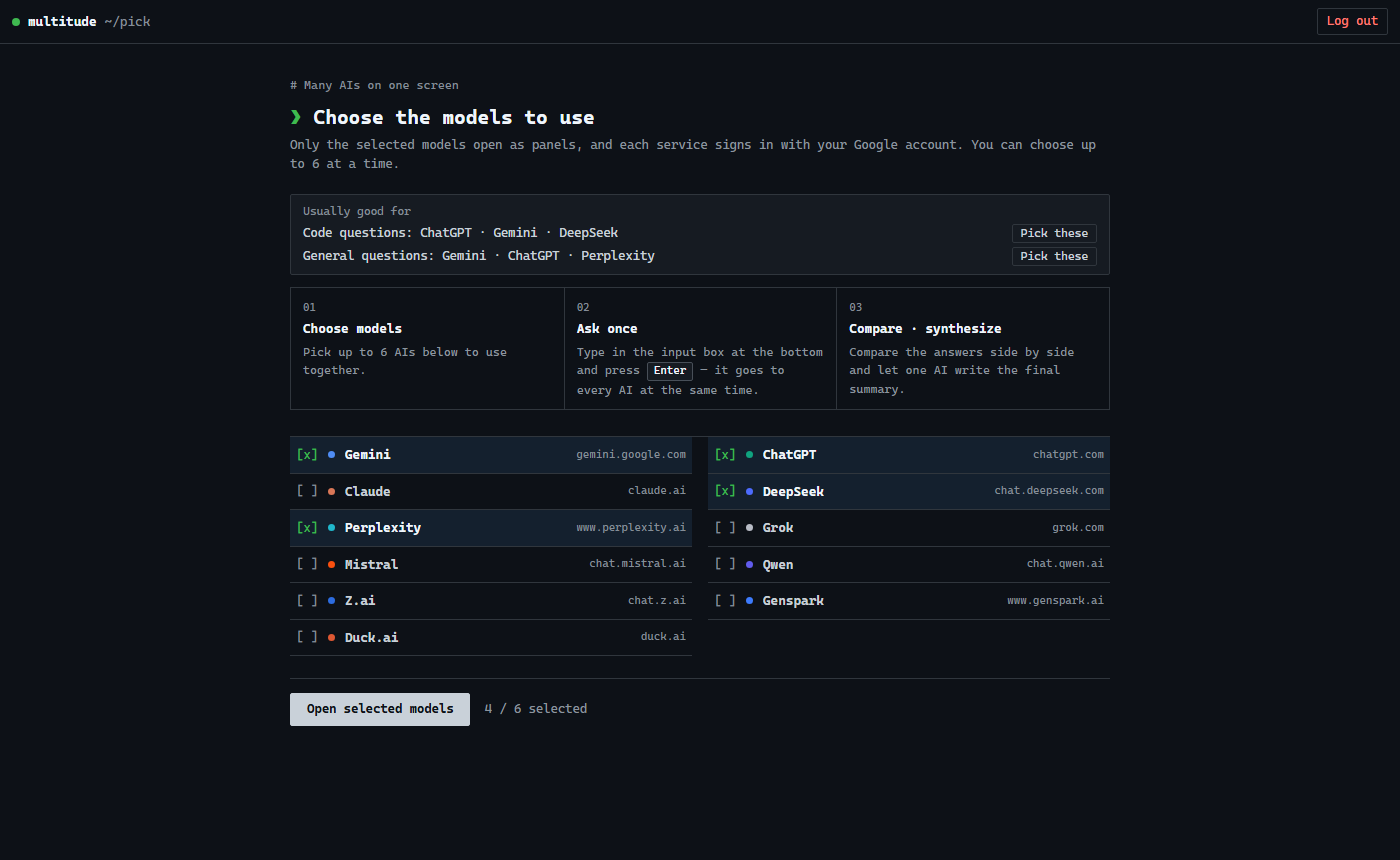 multitude ~/pick
Log out
# Many AIs on one screen
❯ Choose the models to use
Only the selected models open as panels, and each service signs in with your Google account. You can choose up
to 6 at a time.
Usually good for
Code questions: ChatGPT · Gemini · DeepSeek
Pick these
General questions: Gemini · ChatGPT · Perplexity
Pick these
01
Choose models
Pick up to 6 AIs below to use
together.
02
Ask once
Type in the input box at the bottom
and press Enter — it goes to
every AI at the same time.
03
Compare · synthesize
Compare the answers side by side
and let one AI write the final
summary.
[x] Gemini gemini.google.com
[x] ChatGPT chatgpt.com
[ ] Claude claude.ai
[x] DeepSeek chat.deepseek.com
[x] Perplexity www.perplexity.ai
[ ] Grok grok.com
[ ] Mistral chat.mistral.ai
[ ] Qwen chat.qwen.ai
[ ] Z.ai chat.z.ai
[ ] Genspark www.genspark.ai
[ ] Duck.ai duck.ai
Open selected models
4 / 6 selected